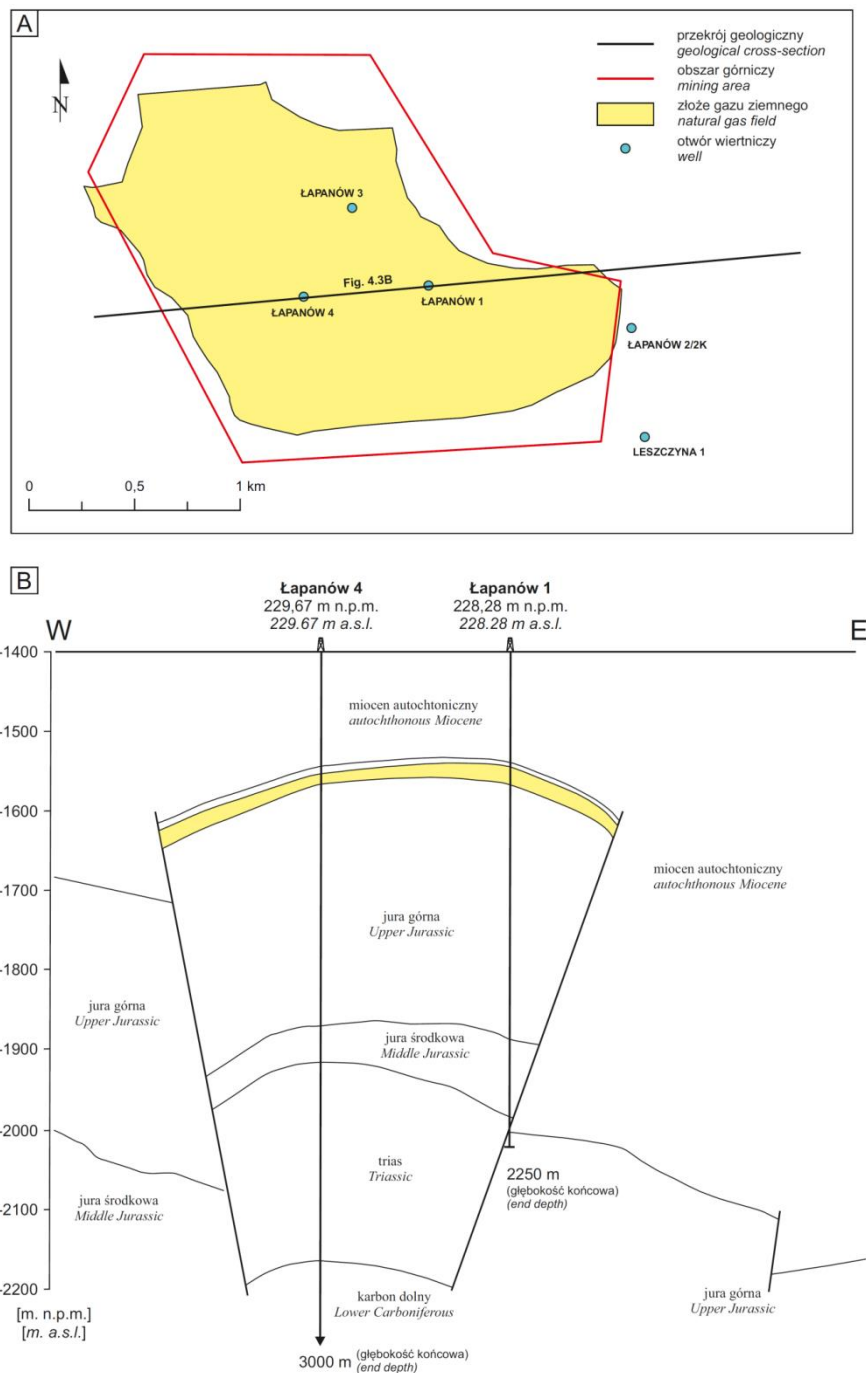 A
N
przekrój geologiczny
geological cross-section
obszar górniczy
mining area
złoże gazu ziemnego
natural gas field
otwór wiertniczy
well
ŁAPANÓW 3
Fig. 4.3B
ŁAPANÓW 4
ŁAPANÓW 1
ŁAPANÓW 2/2K
LESZCZYNA 1
0
0,5
1 km
B
Łapanów 4
229,67 m n.p.m.
229.67 m a.s.l.
Łapanów 1
228,28 m n.p.m.
228.28 m a.s.l.
W
E
-1400
-1500
-1600
-1700
-1800
-1900
-2000
-2100
-2200
[m. n.p.m.]
[m. a.s.l.]
miocen autochtoniczny
autochthonous Miocene
miocen autochtoniczny
autochthonous Miocene
jura górna
Upper Jurassic
jura górna
Upper Jurassic
jura środkowa
Middle Jurassic
trias
Triassic
jura środkowa
Middle Jurassic
2250 m
(głębokość końcowa)
(end depth)
karbon dolny
Lower Carboniferous
jura górna
Upper Jurassic
3000 m (głębokość końcowa)
(end depth)